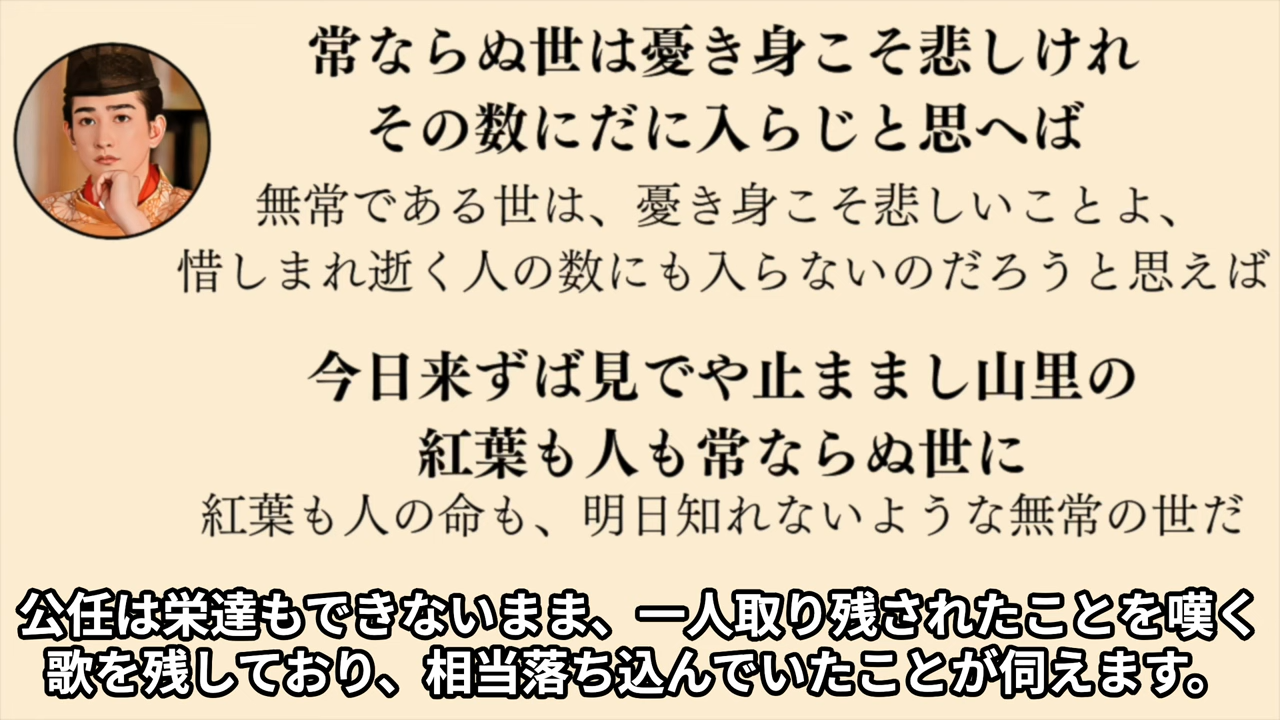 常ならぬ世は憂き身こそ悲しけれ
その数にだに入らじと思へば
無常である世は、憂き身こそ悲しいことよ、
惜しまれ逝く人の数にも入らないのだろうと思えば
今日来ずば見でや止ままし山里の
紅葉も人も常ならぬ世に
紅葉も人の命も、明日知れないような無常の世だ
公任は栄達もできないまま、一人取り残されたことを嘆く
歌を残しており、相当落ち込んでいたことが伺えます。